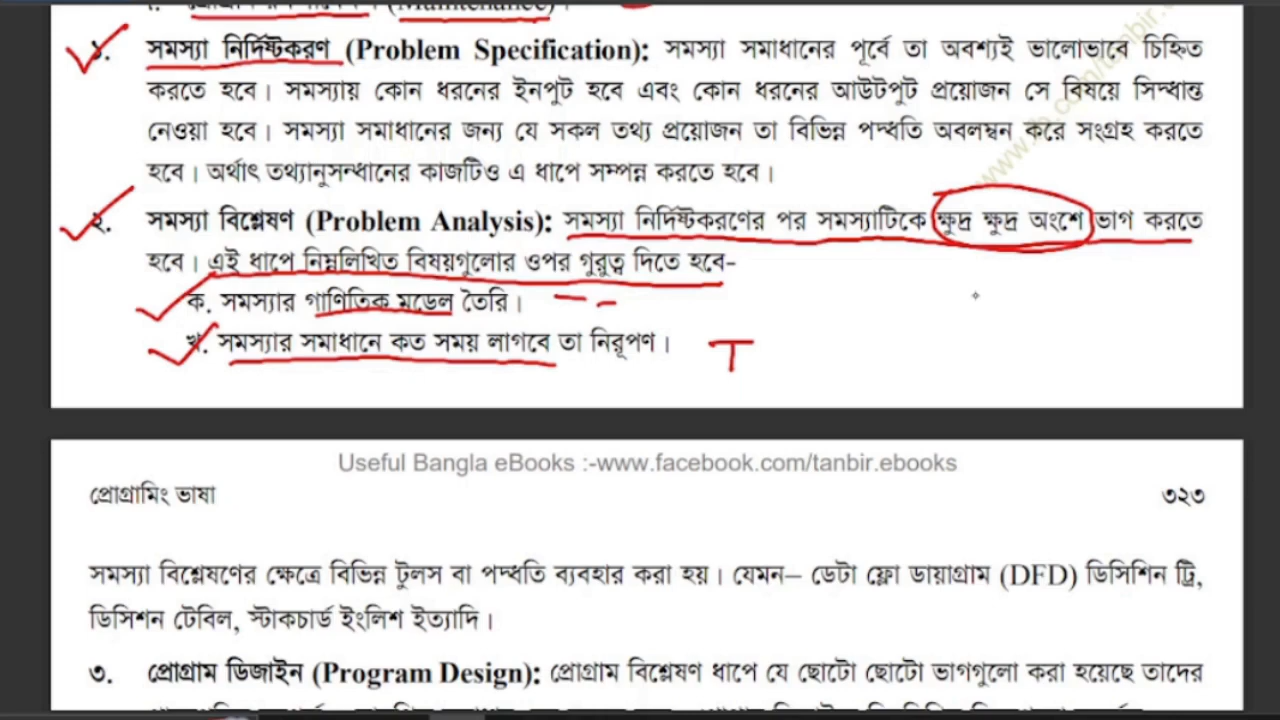 (Maintenance)।
১. সমস্যা নির্দিষ্টকরণ (Problem Specification): সমস্যা সমাধানের পূর্বে তা অবশ্যই ভালোভাবে চিহ্নিত
করতে হবে। সমস্যায় কোন ধরনের ইনপুট হবে এবং কোন ধরনের আউটপুট প্রয়োজন সে বিষয়ে সিদ্ধান্ত
নেওয়া হবে। সমস্যা সমাধানের জন্য যে সকল তথ্য প্রয়োজন তা বিভিন্ন পদ্ধতি অবলম্বন করে সংগ্রহ করতে
হবে। অর্থাৎ তথ্যানুসন্ধানের কাজটিও এ ধাপে সম্পন্ন করতে হবে।
২. সমস্যা বিশ্লেষণ (Problem Analysis): সমস্যা নির্দিষ্টকরণের পর সমস্যাটিকে ক্ষুদ্র ক্ষুদ্র অংশে ভাগ করতে
হবে। এই ধাপে নিম্নলিখিত বিষয়গুলোর ওপর গুরুত্ব দিতে হবে-
ক. সমস্যার গাণিতিক মডেল তৈরি।
খ. সমস্যার সমাধানে কত সময় লাগবে তা নিরূপণ। T
Useful Bangla eBooks :-www.facebook.com/tanbir.ebooks
প্রোগ্রামিং ভাষা ৩২৩
সমস্যা বিশ্লেষণের ক্ষেত্রে বিভিন্ন টুলস বা পদ্ধতি ব্যবহার করা হয়। যেমন– ডেটা ফ্লো ডায়াগ্রাম (DFD) ডিসিশিন ট্রি,
ডিসিশন টেবিল, স্টাকচার্ড ইংলিশ ইত্যাদি।
৩. প্রোগ্রাম ডিজাইন (Program Design): প্রোগ্রাম বিশ্লেষণ ধাপে যে ছোটো ছোটো ভাগগুলো করা হয়েছে তাদের